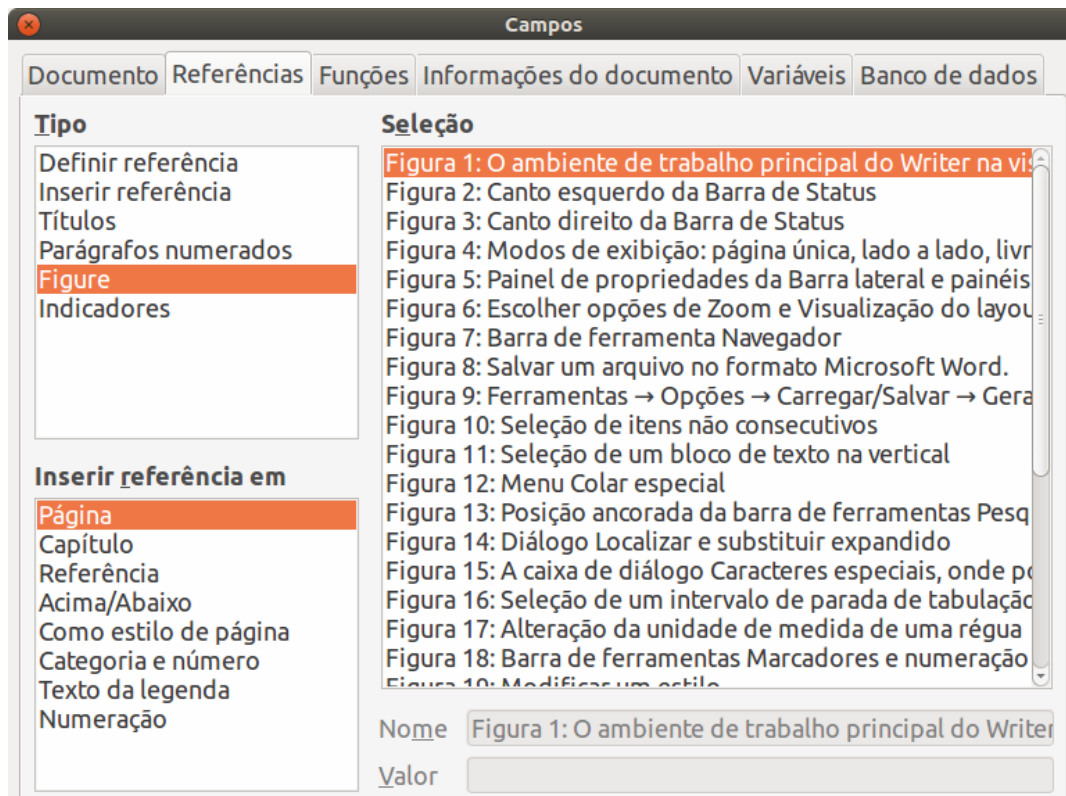 Campos
Documento Referências Funções Informações do documento Variáveis Banco de dados
Tipo
Definir referência
Inserir referência
Títulos
Parágrafos numerados
Figure
Indicadores
Inserir referência em
Página
Capítulo
Referência
Acima/Abaixo
Como estilo de página
Categoria e número
Texto da legenda
Numeração
Seleção
Figura 1: O ambiente de trabalho principal do Writer na vis
Figura 2: Canto esquerdo da Barra de Status
Figura 3: Canto direito da Barra de Status
Figura 4: Modos de exibição: página única, lado a lado, livr
Figura 5: Painel de propriedades da Barra lateral e painéis
Figura 6: Escolher opções de Zoom e Visualização do layou
Figura 7: Barra de ferramenta Navegador
Figura 8: Salvar um arquivo no formato Microsoft Word.
Figura 9: Ferramentas → Opções → Carregar/Salvar → Gera
Figura 10: Seleção de itens não consecutivos
Figura 11: Seleção de um bloco de texto na vertical
Figura 12: Menu Colar especial
Figura 13: Posição ancorada da barra de ferramentas Pesq
Figura 14: Diálogo Localizar e substituir expandido
Figura 15: A caixa de diálogo Caracteres especiais, onde po
Figura 16: Seleção de um intervalo de parada de tabulação
Figura 17: Alteração da unidade de medida de uma régua
Figura 18: Barra de ferramentas Marcadores e numeração
Figura 19: Modificar um estilo
Nome Figura 1: O ambiente de trabalho principal do Writer
Valor